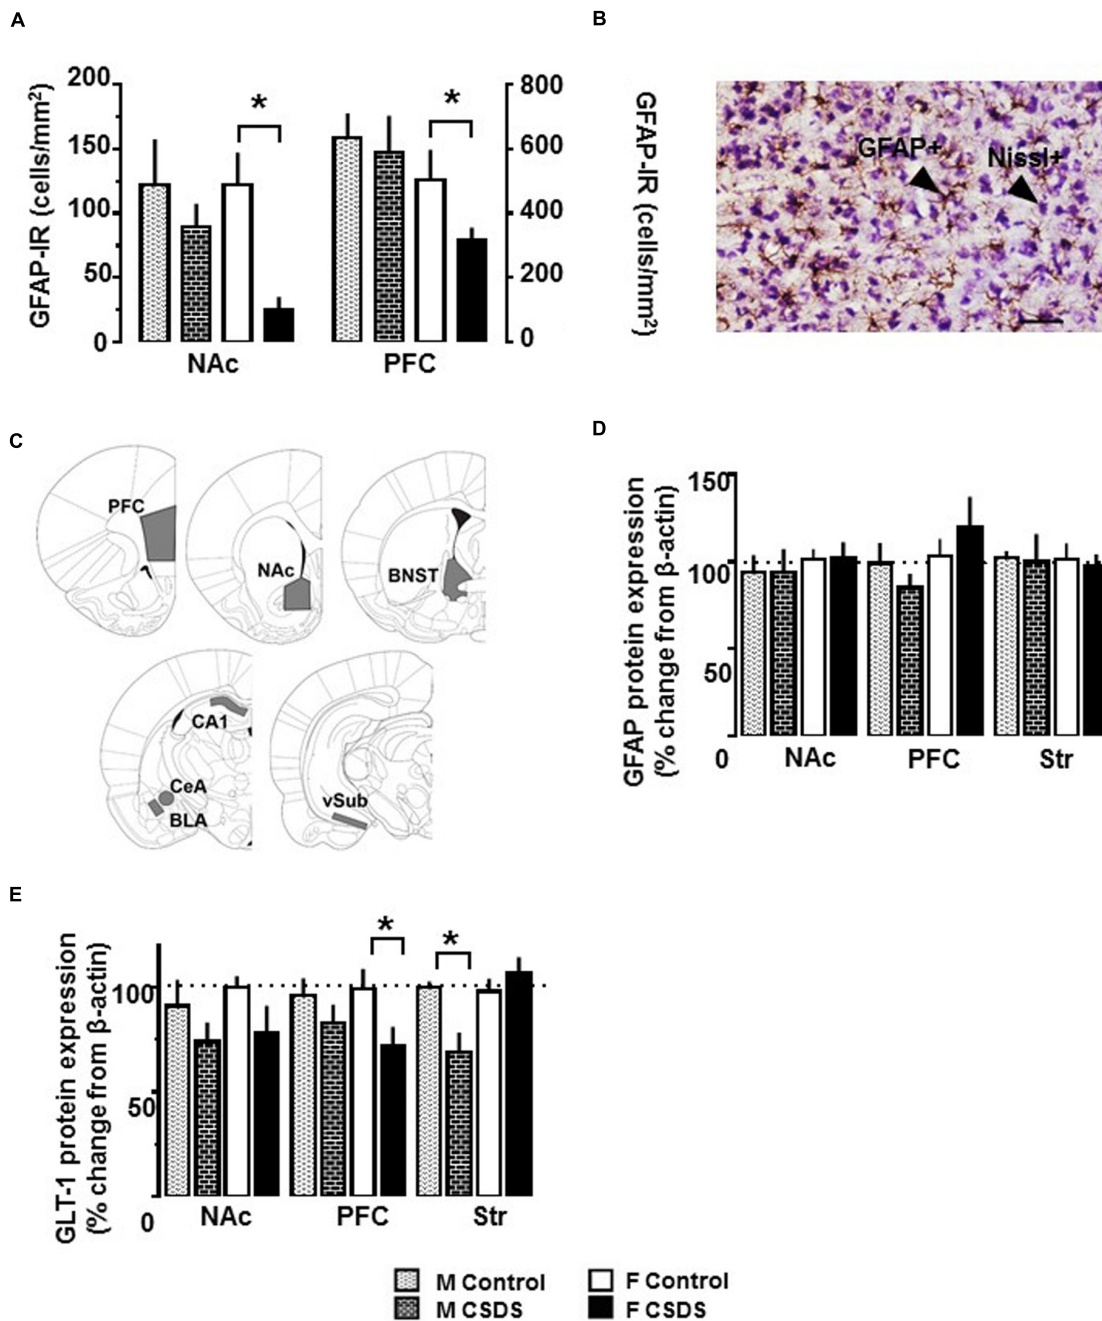 A
GFAP-IR (cells/mm2)
200
150
100
50
0
*
*
800
600
400
200
0
NAc
PFC
B
GFAP-IR (cells/mm2)
GFAP+
Nissl+
C
PFC
NAc
BNST
CA1
CeA
BLA
vSub
D
GFAP protein expression
(% change from β-actin)
150
100
50
0
NAc
PFC
Str
E
GLT-1 protein expression
(% change from β-actin)
100
50
0
*
*
NAc
PFC
Str
M Control
F Control
M CSDS
F CSDS